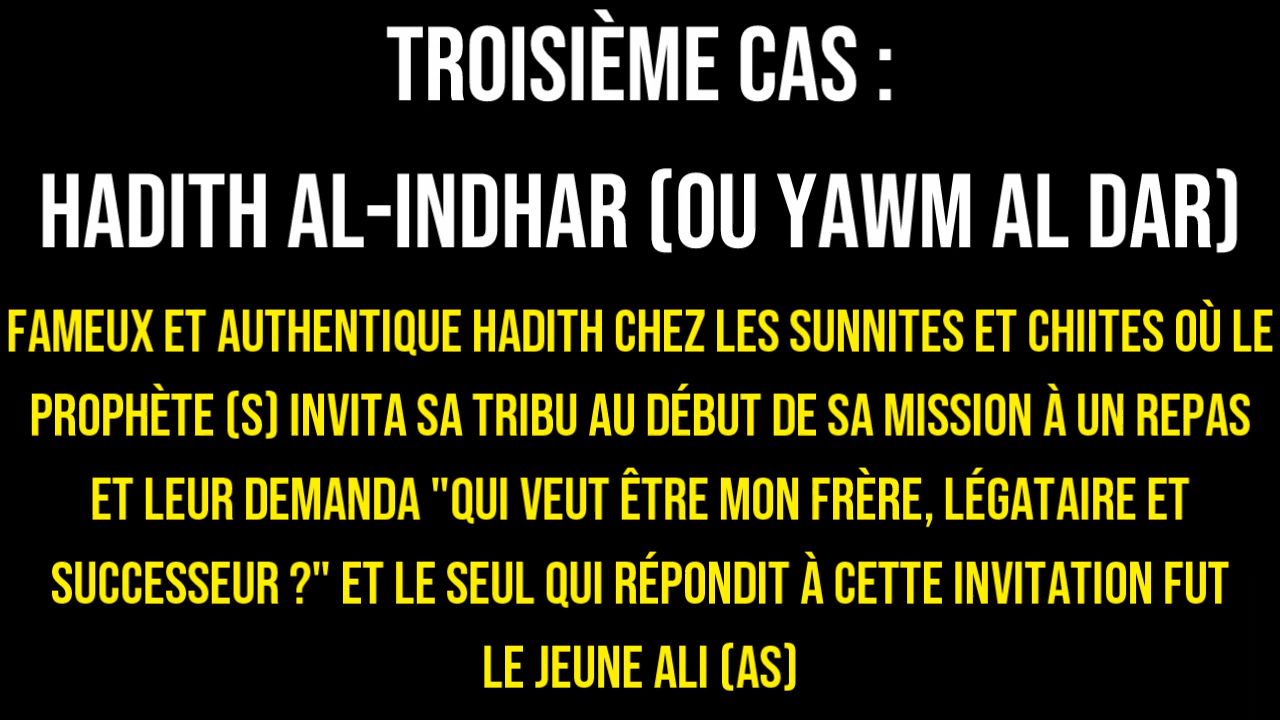 TROISIÈME CAS :
HADITH AL-INDHAR (OU YAWM AL DAR)
FAMEUX ET AUTHENTIQUE HADITH CHEZ LES SUNNITES ET CHIITES OÙ LE
PROPHÈTE (S) INVITA SA TRIBU AU DÉBUT DE SA MISSION À UN REPAS
ET LEUR DEMANDA "QUI VEUT ÊTRE MON FRÈRE, LÉGATAIRE ET
SUCCESSEUR ?" ET LE SEUL QUI RÉPONDIT À CETTE INVITATION FUT
LE JEUNE ALI (AS)